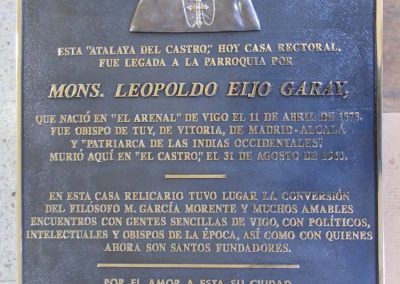 ESTA "ATALAYA DEL CASTRO," HOY CASA RECTORAL,
FUE LEGADA A LA PARROQUIA POR
MONS. LEOPOLDO EIJO GARAY,
QUE NACIÓ EN "EL ARENAL" DE VIGO EL 11 DE ABRIL DE 1878.
FUE OBISPO DE TUY, DE VITORIA, DE MADRID-ALCALÁ
Y "PATRIARCA DE LAS INDIAS OCCIDENTALES"
MURIÓ AQUÍ EN "EL CASTRO", EL 31 DE AGOSTO DE 1963.
EN ESTA CASA RELICARIO TUVO LUGAR LA CONVERSIÓN
DEL FILÓSOFO M. GARCÍA MORENTE Y MUCHOS AMABLES
ENCUENTROS CON GENTES SENCILLAS DE VIGO, CON POLÍTICOS,
INTELECTUALES Y OBISPOS DE LA ÉPOCA, ASÍ COMO CON QUIENES
AHORA SON SANTOS FUNDADORES.
POR EL AMOR A ESTA SU CIUDAD